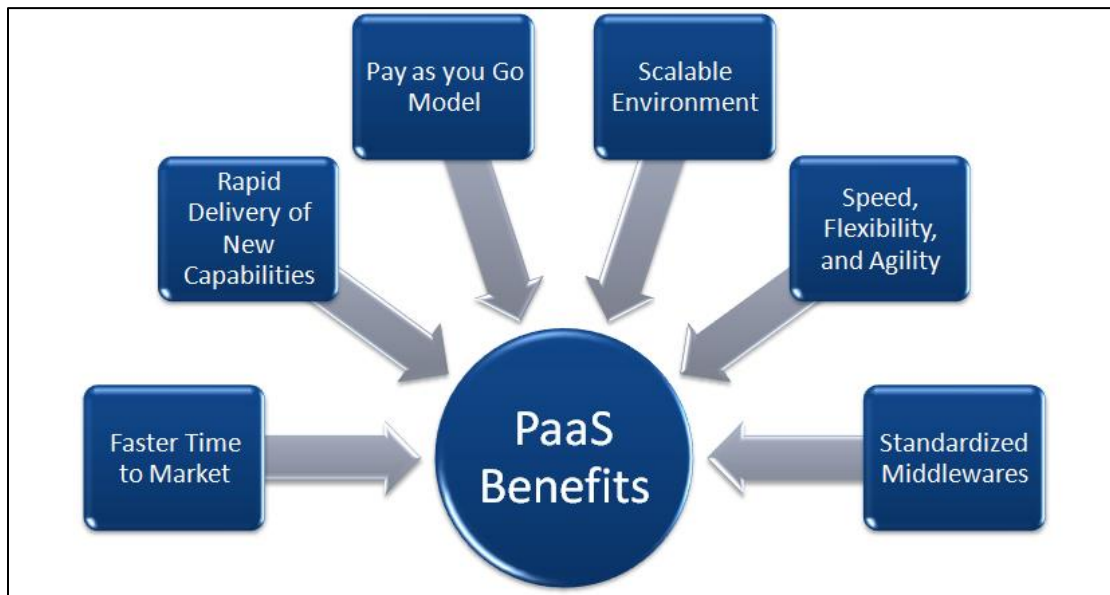 Pay as you Go
Model
Scalable
Environment
Rapid
Delivery of
New
Capabilities
Speed,
Flexibility,
and Agility
Faster Time
to Market
PaaS
Benefits
Standardized
Middlewares